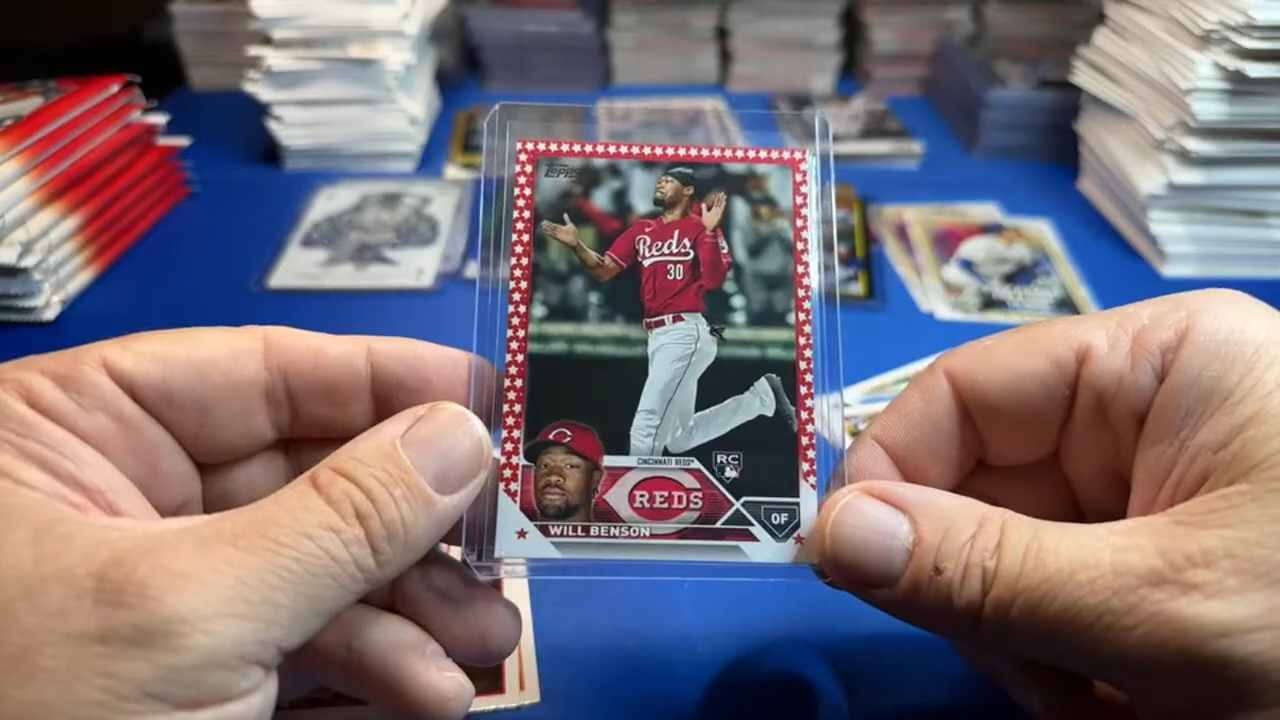 Topps
Reds
30
CINCINNATI REDS
RC
REDS
OF
WILL BENSON